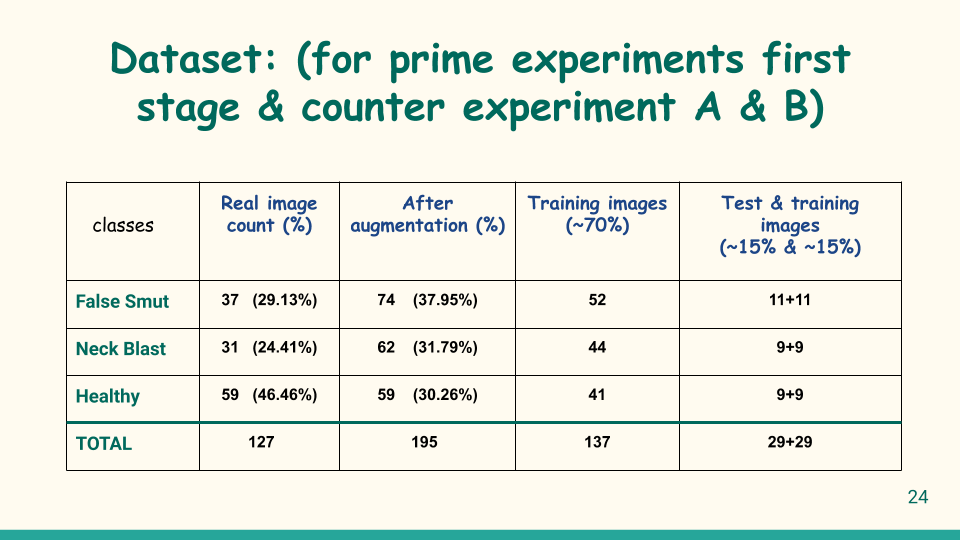 Dataset: (for prime experiments first
stage & counter experiment A & B)
classes
Real image
count (%)
After
augmentation (%)
Training images
(~70%)
Test & training
images
(~15% & ~15%)
False Smut 37 (29.13%) 74 (37.95%) 52 11+11
Neck Blast 31 (24.41%) 62 (31.79%) 44 9+9
Healthy 59 (46.46%) 59 (30.26%) 41 9+9
TOTAL 127 195 137 29+29
24